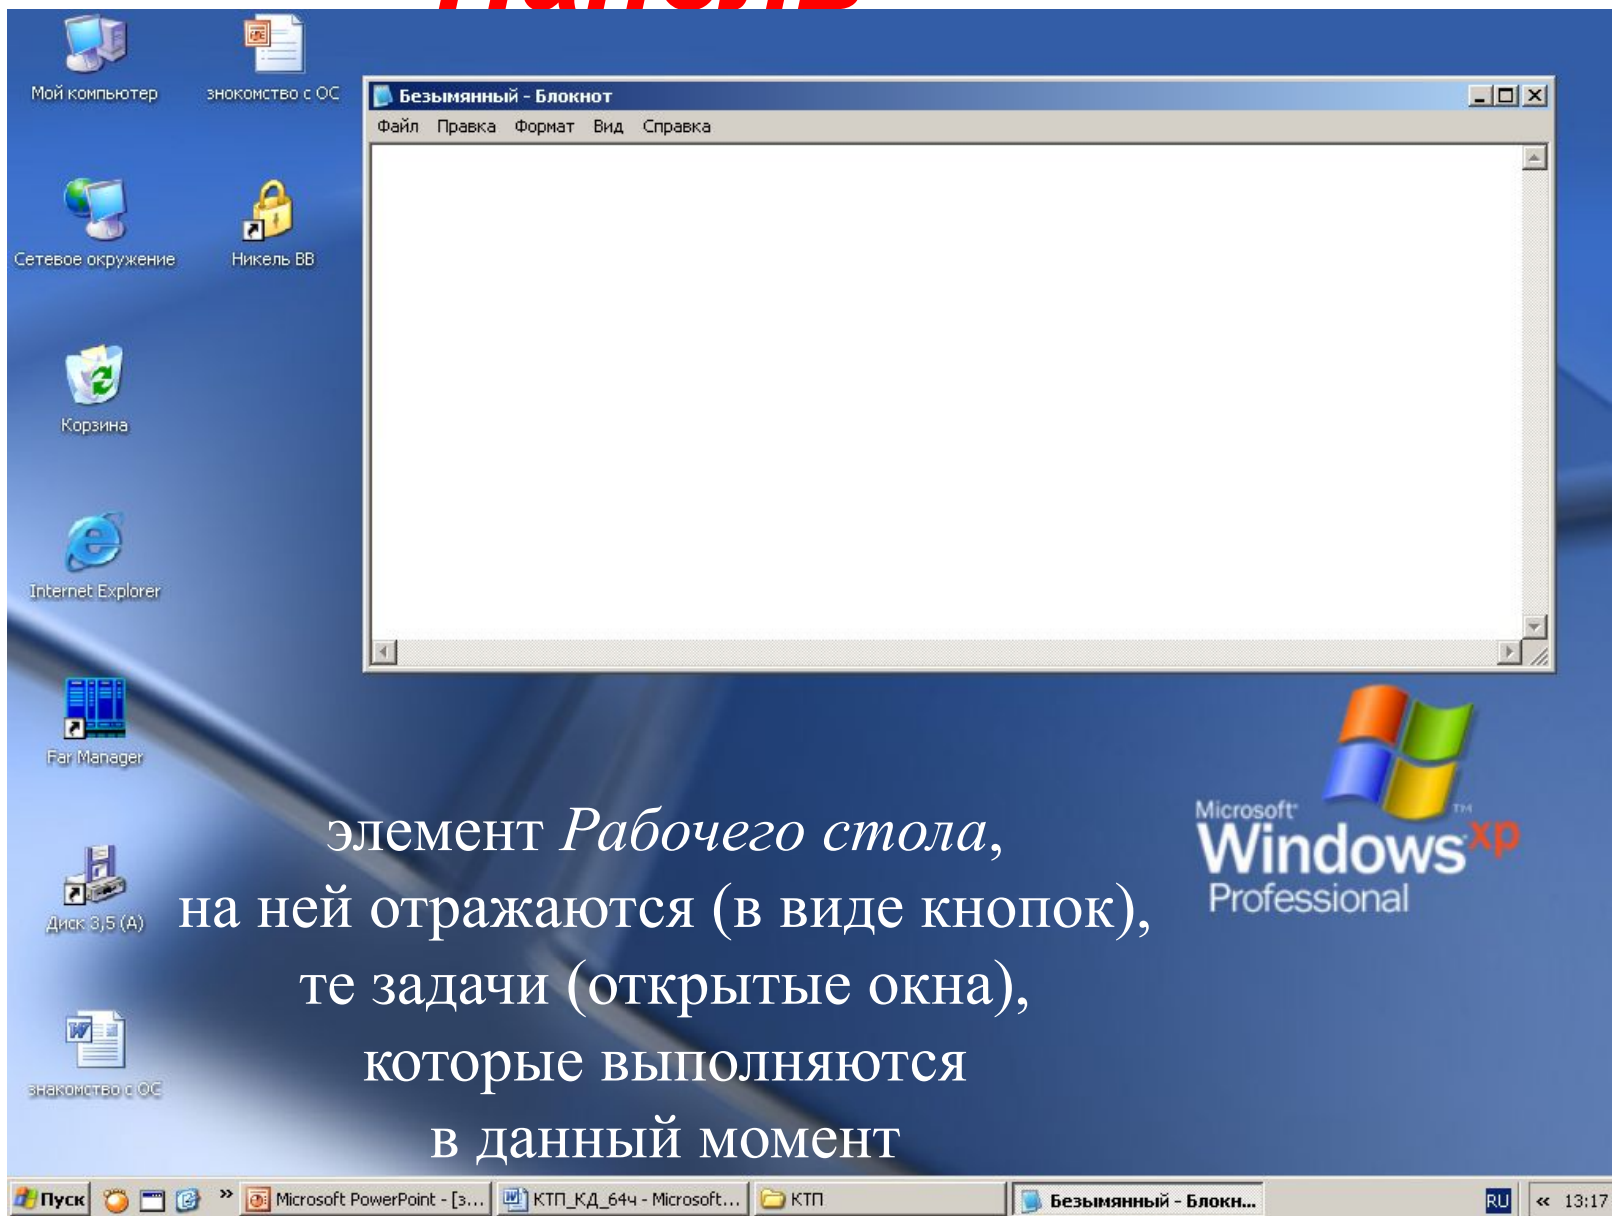 Панель
Мой компьютер
знокомство с ОС
Безымянный - Блокнот
Файл Правка Формат Вид Справка
Сетевое окружение
Никель ВВ
Корзина
Internet Explorer
Far Manager
Диск 3,5 (A)
знакомство с ОС
Microsoft
Windows xp
TM
Professional
элемент Рабочего стола,
на ней отражаются (в виде кнопок),
те задачи (открытые окна),
которые выполняются
в данный момент
Пуск
»
Microsoft PowerPoint - [з...
КТП_КД_64ч - Microsoft...
КТП
Безымянный - Блокн...
RU
«
13:17